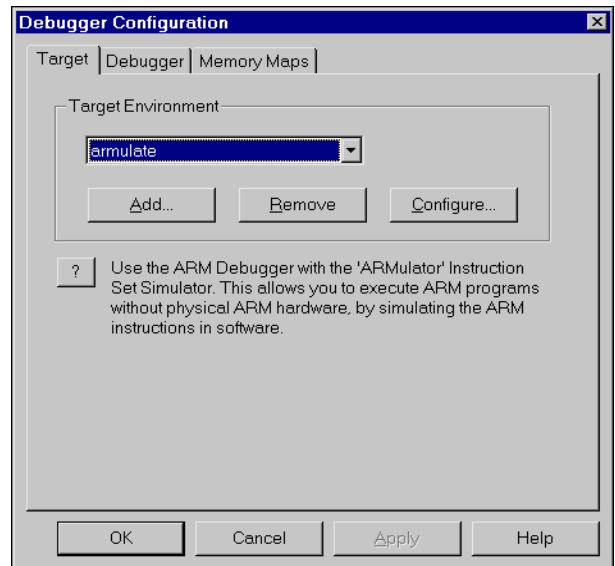 Debugger Configuration
Target Debugger Memory Maps
Target Environment
armulate
Add... Remove Configure...
? Use the ARM Debugger with the 'ARMulator' Instruction
Set Simulator. This allows you to execute ARM programs
without physical ARM hardware, by simulating the ARM
instructions in software.
OK Cancel Apply Help